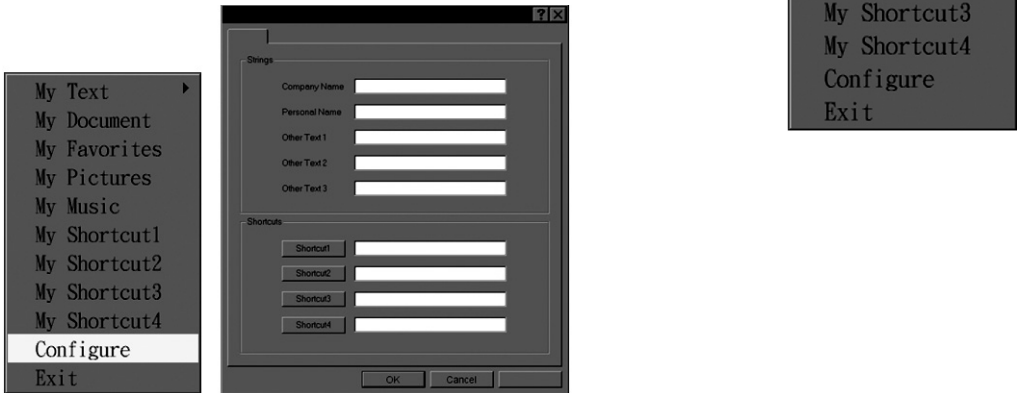 My Text
My Document
My Favorites
My Pictures
My Music
My Shortcut1
My Shortcut2
My Shortcut3
My Shortcut4
Configure
Exit
Strings
Company Name
Personal Name
Other Text 1
Other Text 2
Other Text 3
Shortcuts
Shortcut1
Shortcut2
Shortcut3
Shortcut4
OK Cancel
My Shortcut3
My Shortcut4
Configure
Exit